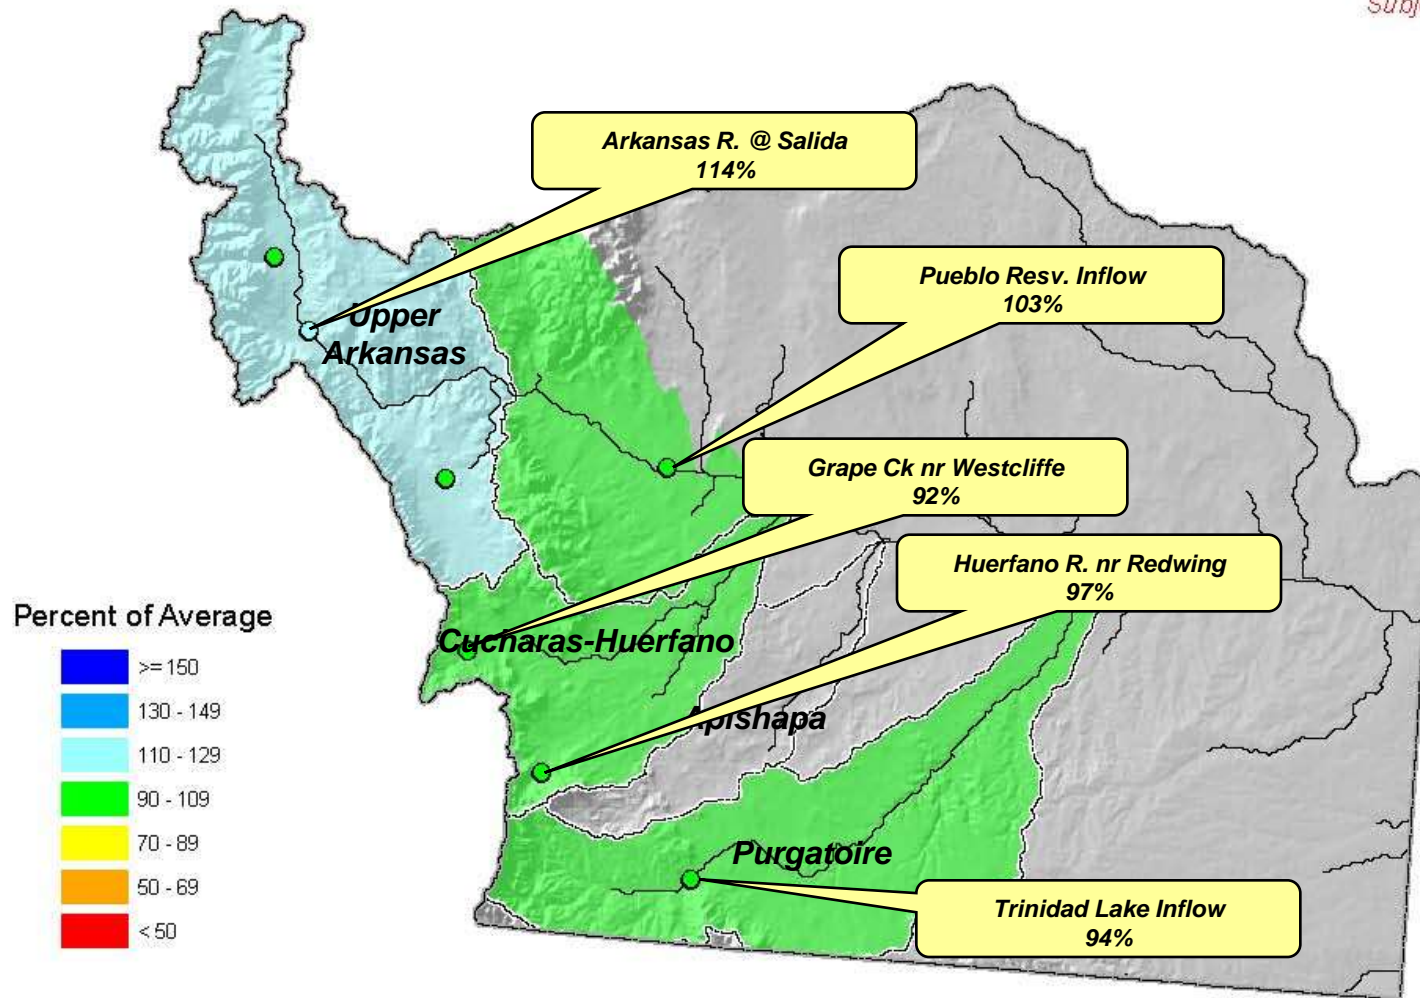 Subj
Arkansas R. @ Salida
114%
Pueblo Resv. Inflow
103%
Upper
Arkansas
Grape Ck nr Westcliffe
92%
Huerfano R. nr Redwing
97%
Percent of Average
>= 150
130 - 149
110 - 129
90 - 109
70 - 89
50 - 69
< 50
Cucharas-Huerfano
Apishapa
Purgatoire
Trinidad Lake Inflow
94%